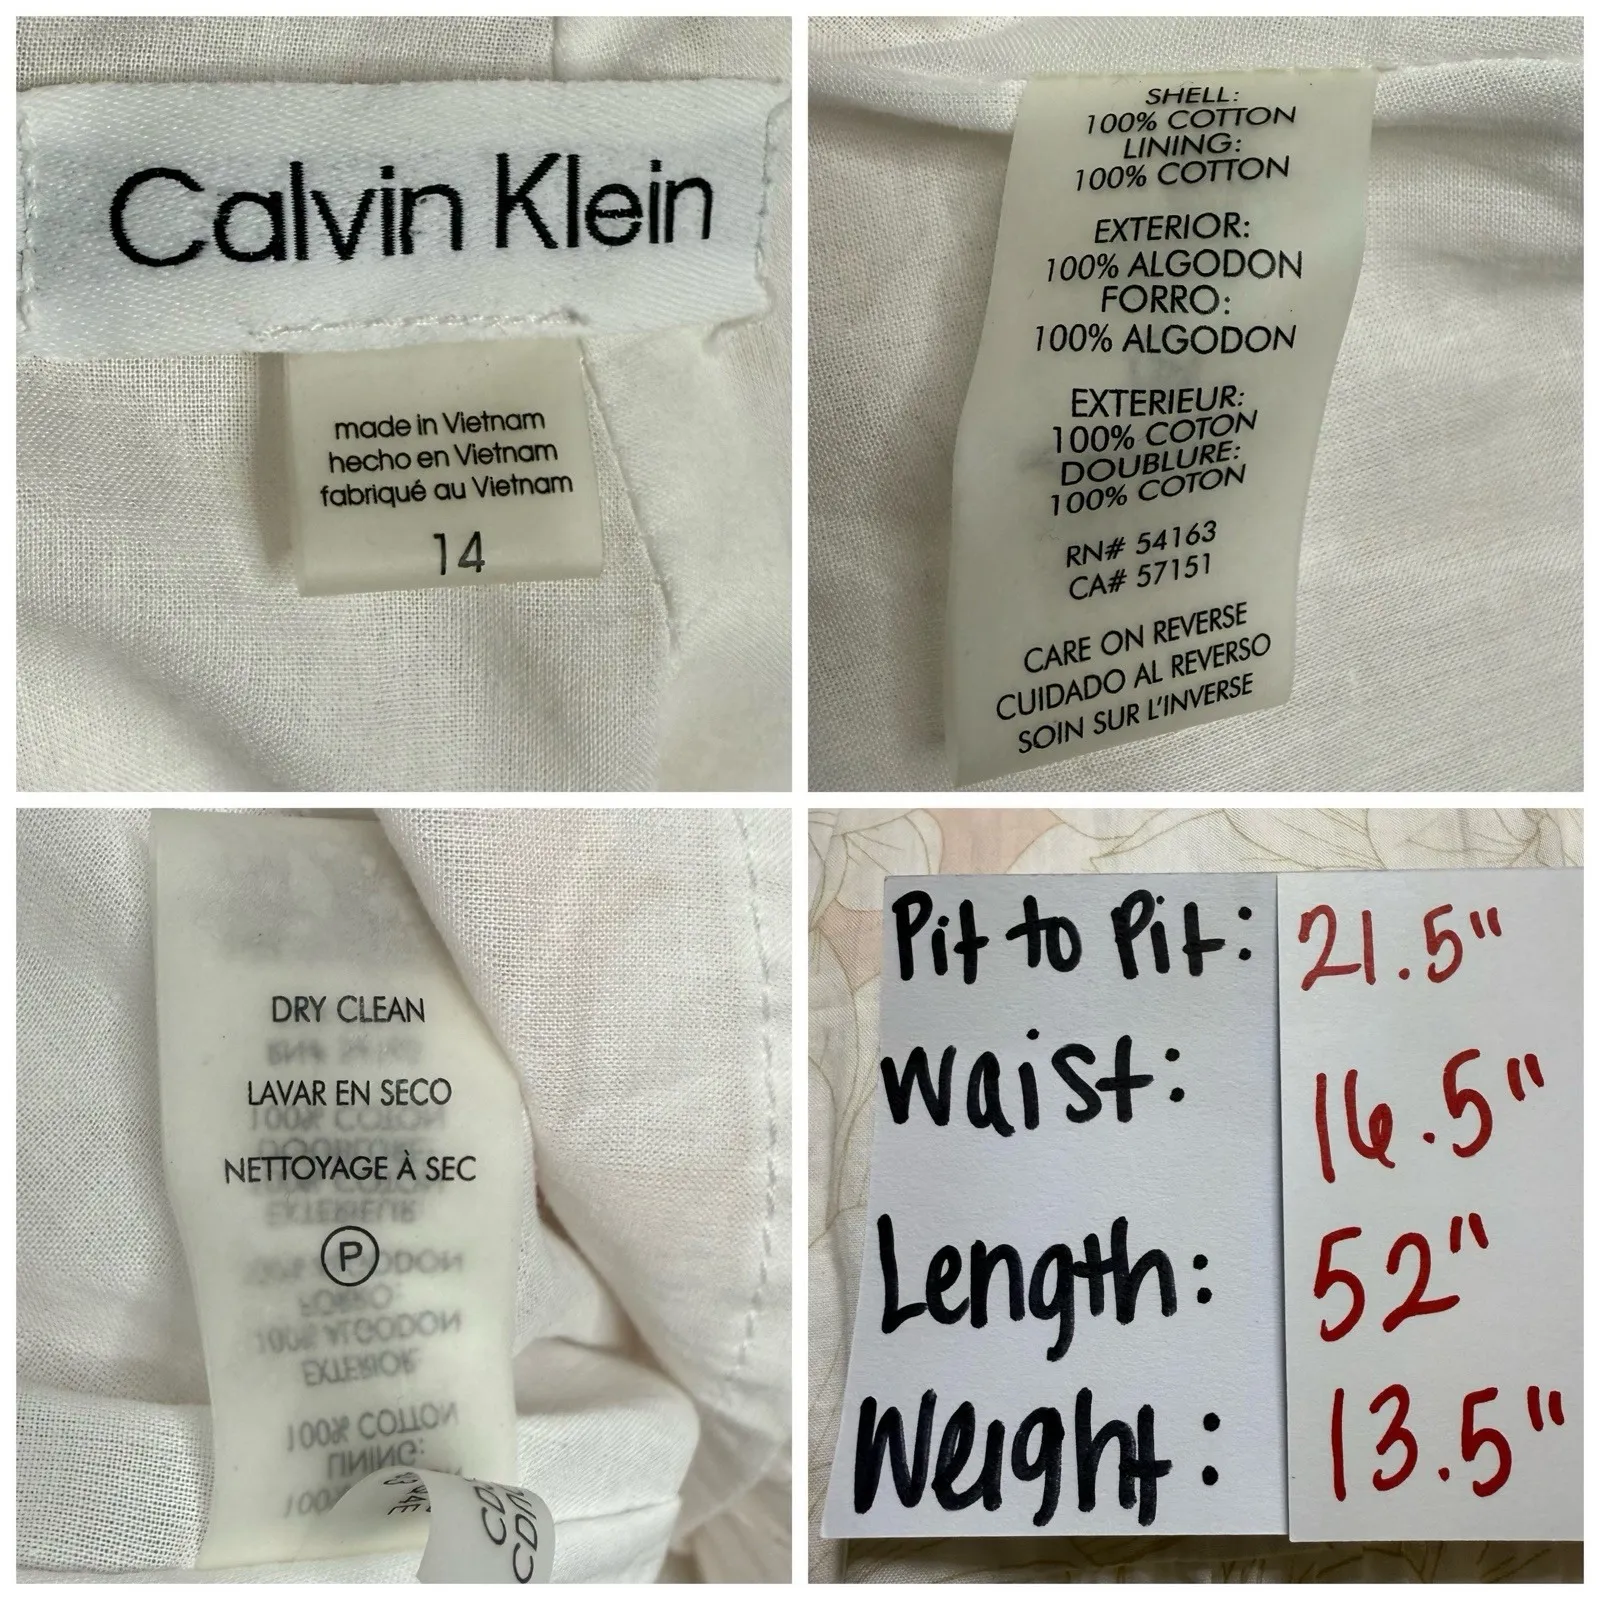 Calvin Klein
made in Vietnam
hecho en Vietnam
fabriqué au Vietnam
14
SHELL:
100% COTTON
LINING:
100% COTTON
EXTERIOR:
100% ALGODON
FORRO:
100% ALGODON
EXTERIEUR:
100% COTON
DOUBLURE:
100% COTON
RN# 54163
CA# 57151
CARE ON REVERSE
CUIDADO AL REVERSO
SOIN SUR L'INVERSE
DRY CLEAN
LAVAR EN SECO
NETTOYAGE À SEC
P
Pit to Pit: 21.5"
Waist: 16.5"
Length: 52"
Weight: 13.5"